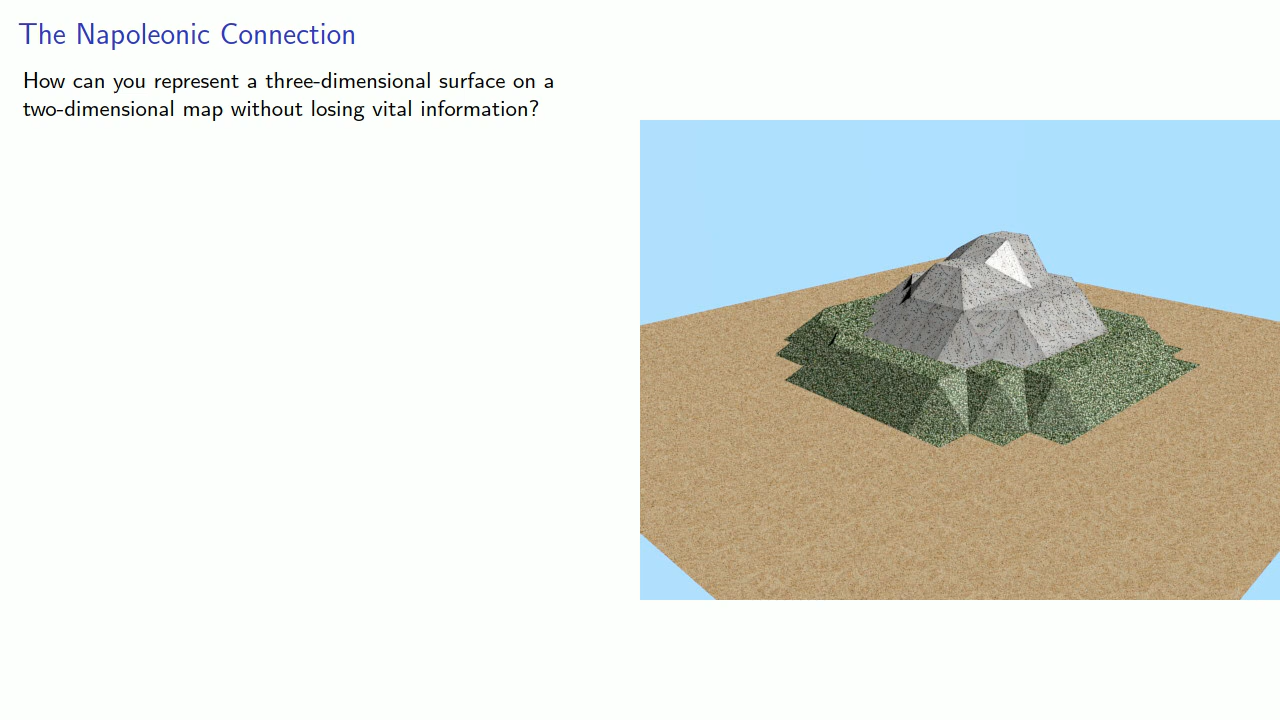 The Napoleonic Connection
How can you represent a three-dimensional surface on a
two-dimensional map without losing vital information?